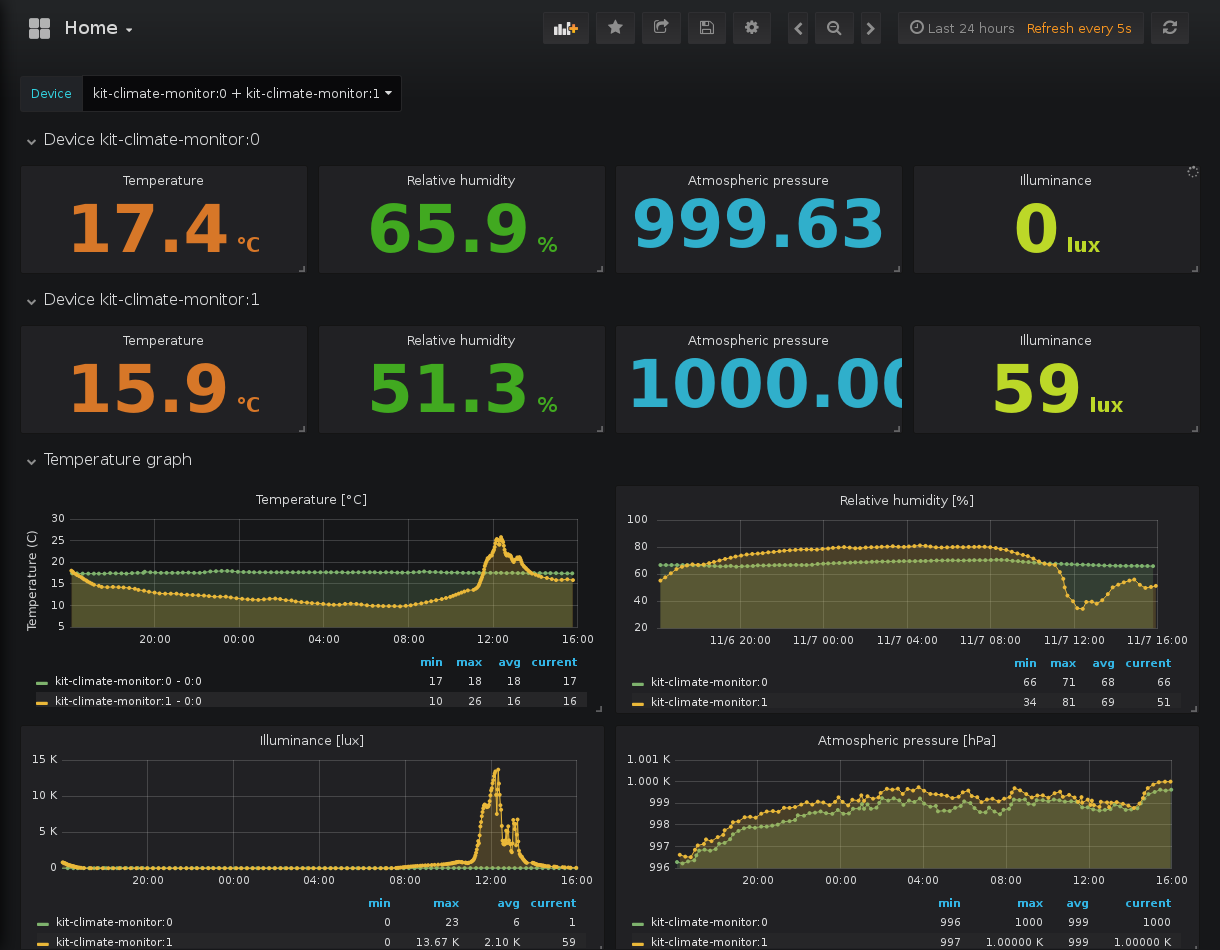 Home
Last 24 hours Refresh every 5s
Device kit-climate-monitor:0 + kit-climate-monitor:1
Device kit-climate-monitor:0
Temperature Relative humidity Atmospheric pressure Illuminance
17.4 °C 65.9 % 999.63 0 lux
Device kit-climate-monitor:1
Temperature Relative humidity Atmospheric pressure Illuminance
15.9 °C 51.3 % 1000.00 59 lux
Temperature graph
Temperature [°C]
Temperature (C)
30
25
20
15
10
5
20:00 00:00 04:00 08:00 12:00 16:00
min max avg current
kit-climate-monitor:0 - 0:0 17 18 18 17
kit-climate-monitor:1 - 0:0 10 26 16 16
Relative humidity [%]
100
80
60
40
20
11/6 20:00 11/7 00:00 11/7 04:00 11/7 08:00 11/7 12:00 11/7 16:00
min max avg current
kit-climate-monitor:0 66 71 68 66
kit-climate-monitor:1 34 81 69 51
Illuminance [lux]
15 K
10 K
5 K
0
20:00 00:00 04:00 08:00 12:00 16:00
min max avg current
kit-climate-monitor:0 0 23 6 1
kit-climate-monitor:1 0 13.67 K 2.10 K 59
Atmospheric pressure [hPa]
1.001 K
1.000 K
999
998
997
996
20:00 00:00 04:00 08:00 12:00 16:00
min max avg current
kit-climate-monitor:0 996 1000 999 1000
kit-climate-monitor:1 997 1.00000 K 999 1.00000 K